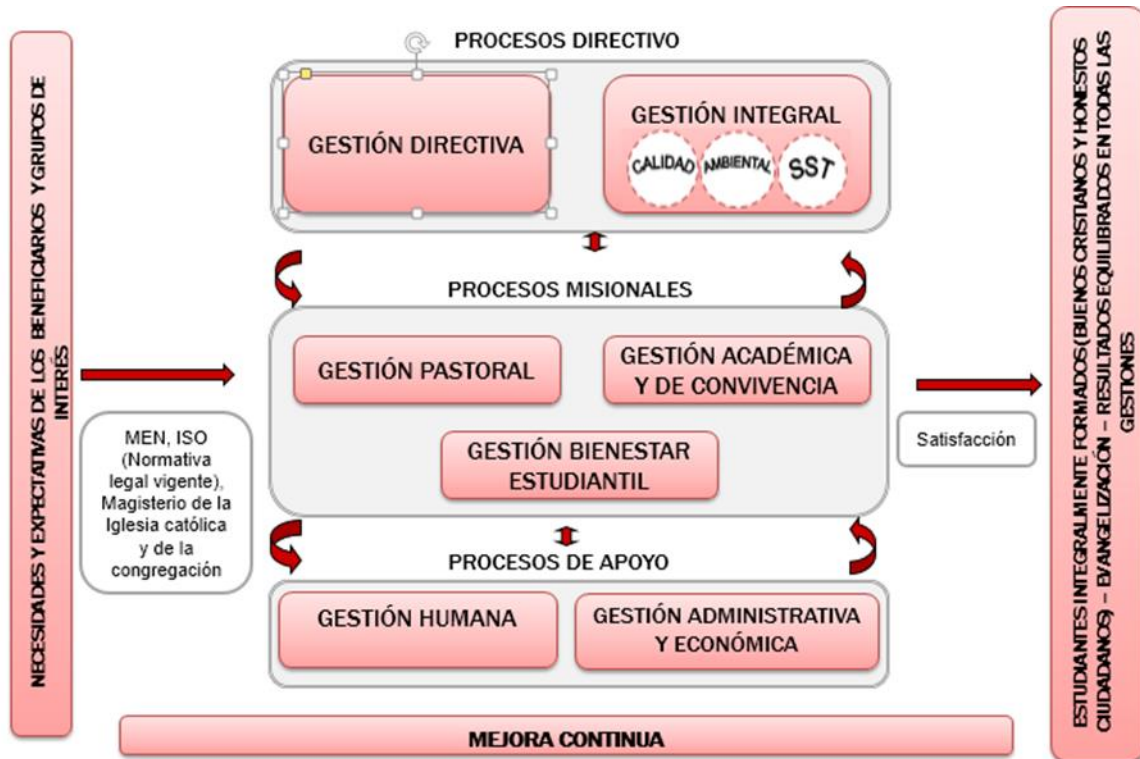 NECESIDADES Y EXPECTATIVAS DE LOS BENEFICIARIOS Y GRUPOS DE
INTERÉS
PROCESOS DIRECTIVO
GESTIÓN DIRECTIVA
GESTIÓN INTEGRAL
CALIDAD
AMBIENTAL
SST
PROCESOS MISIONALES
GESTIÓN PASTORAL
GESTIÓN ACADÉMICA
Y DE CONVIVENCIA
GESTIÓN BIENESTAR
ESTUDIANTIL
MEN, ISO
(Normativa
legal vigente),
Magisterio de la
Iglesia católica
y de la
congregación
Satisfacción
PROCESOS DE APOYO
GESTIÓN HUMANA
GESTIÓN ADMINISTRATIVA
Y ECONÓMICA
MEJORA CONTINUA
ESTUDIANTES INTEGRALMENTE FORMADOS (BUENOS CRISTIANOS Y HONESTOS
CIUDADANOS) – EVANGELIZACIÓN – RESULTADOS EQUILIBRADOS EN TODAS LAS
GESTIONES